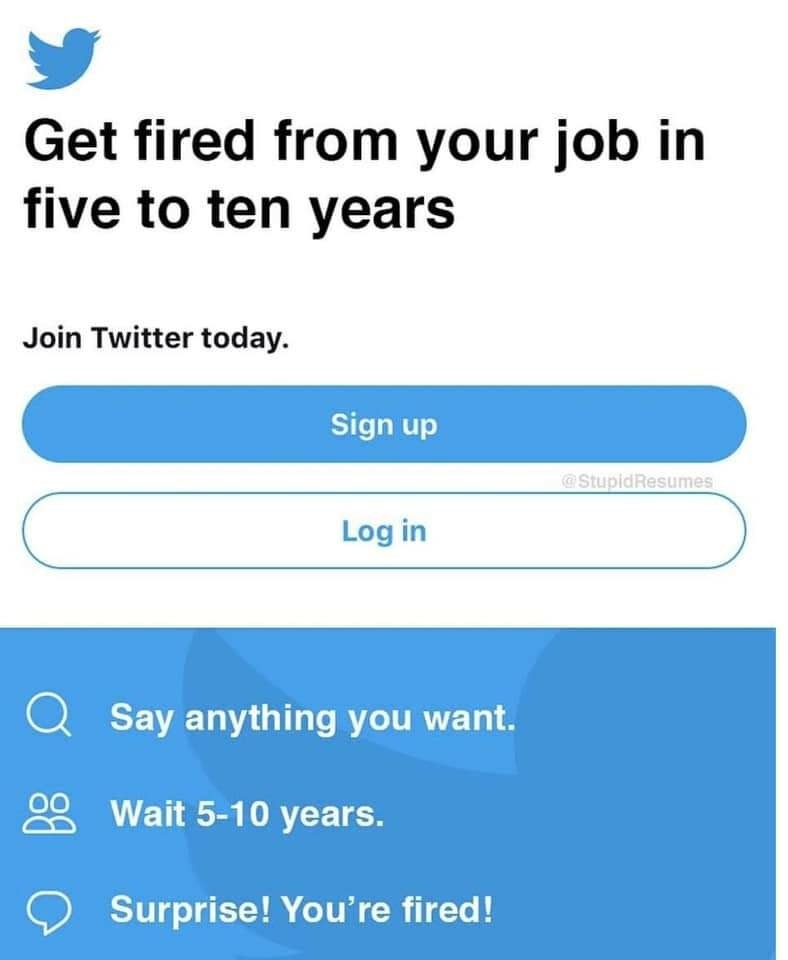 Get fired from your job in
five to ten years
Join Twitter today.
Sign up
@StupidResumes
Log in
Say anything you want.
Wait 5-10 years.
Surprise! You’re fired!